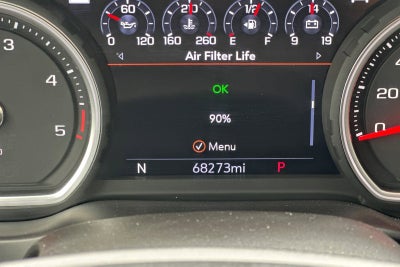 60 210 1/2 14
0 120 160 260 E F 9 19
Air Filter Life
OK
4
5
90%
20
0
Menu
N 68273mi P